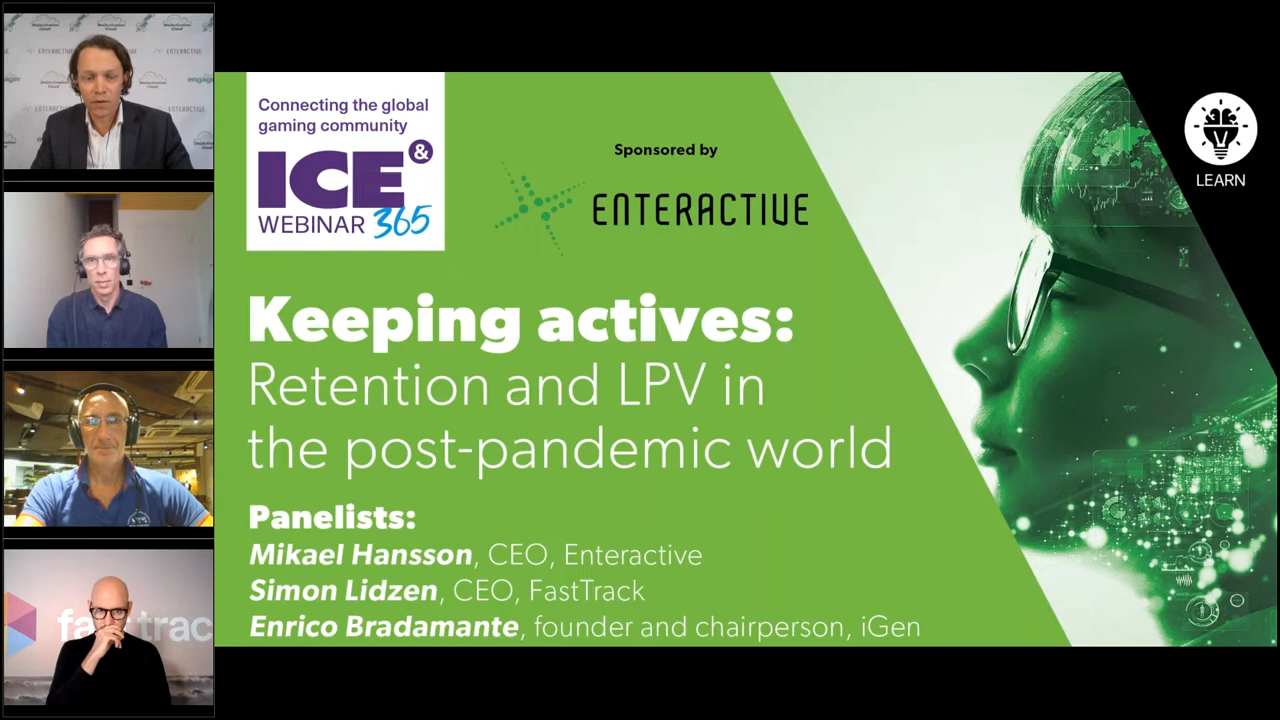 Connecting the global
gaming community
ICE &
WEBINAR 365
Sponsored by
ENTERACTIVE
LEARN
Keeping actives:
Retention and LPV in
the post-pandemic world
Panelists:
Mikael Hansson, CEO, Enteractive
Simon Lidzen, CEO, FastTrack
Enrico Bradamante, founder and chairperson, iGen
ENTERACTIVE